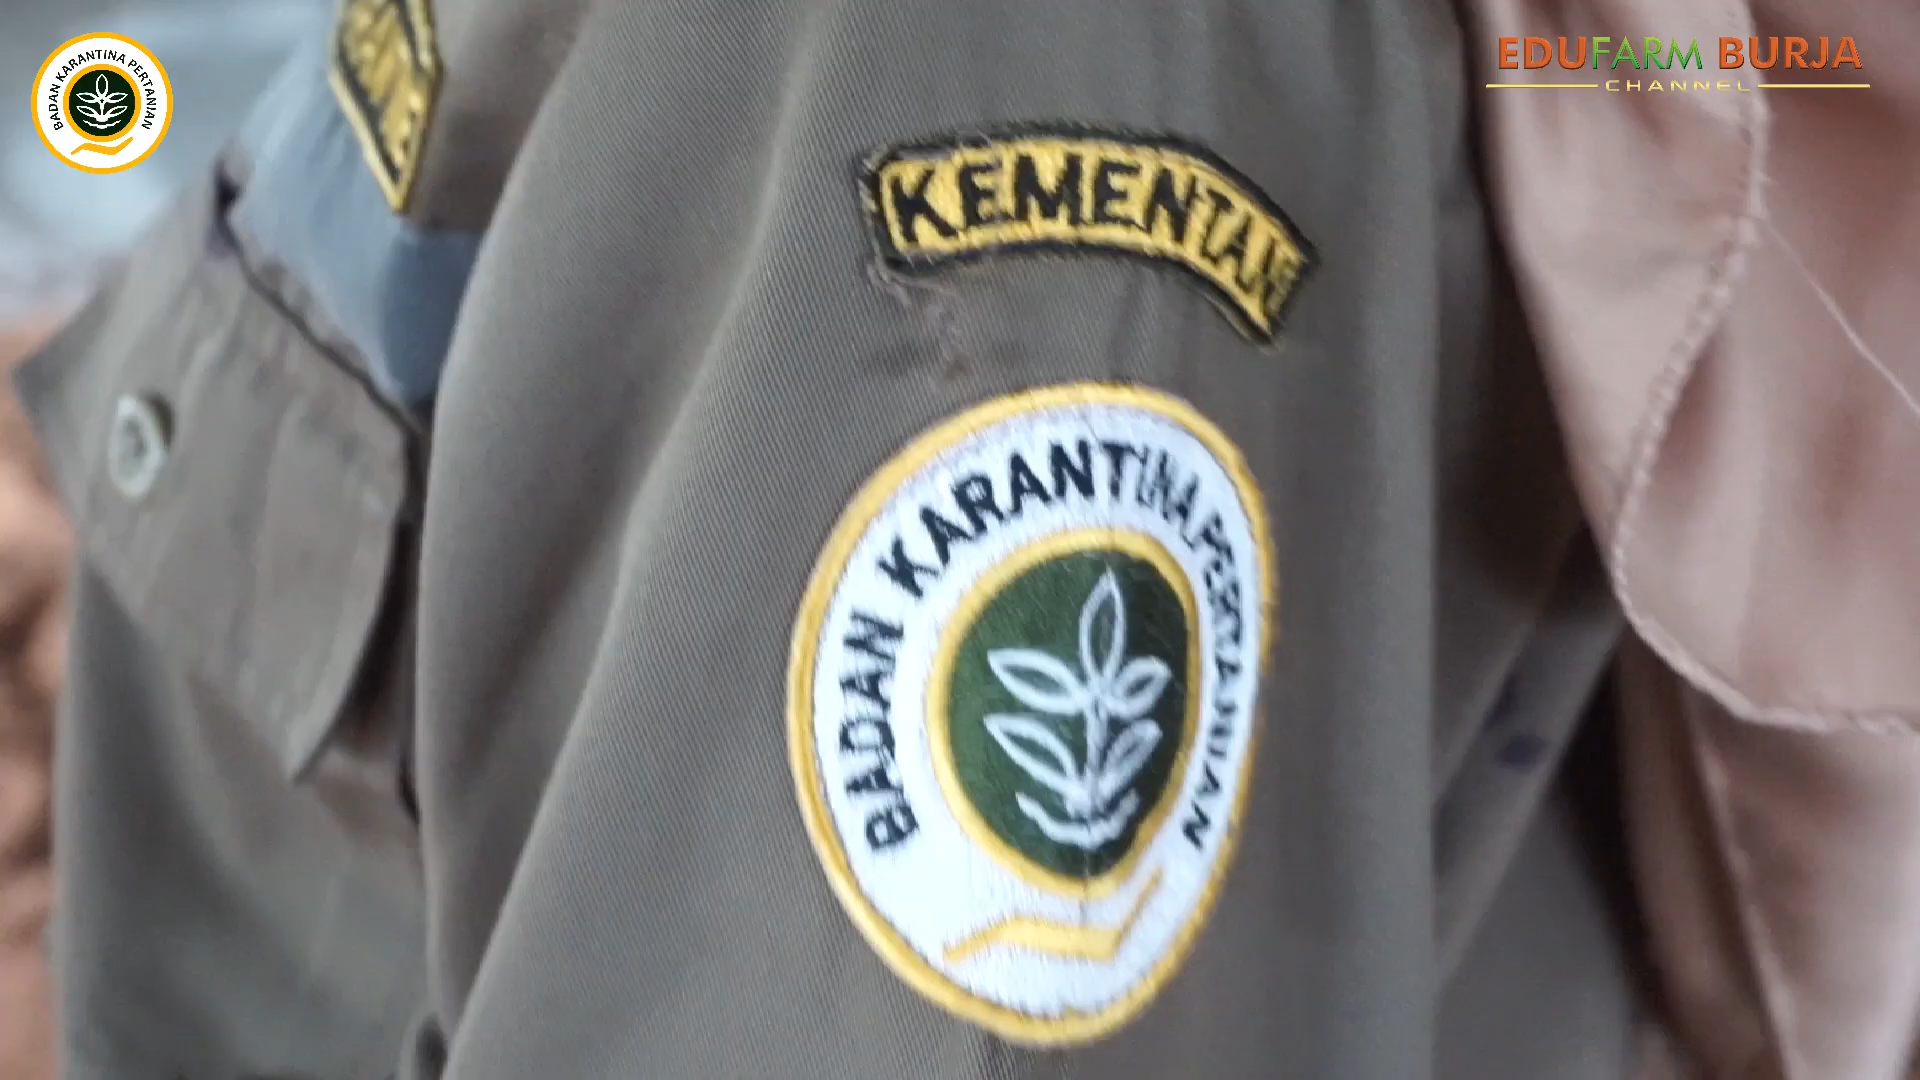 BADAN KARANTINA PERTANIAN
EDUFARM BURJA
CHANNEL
KEMENTAN
BADAN KARANTINA PERTANIAN